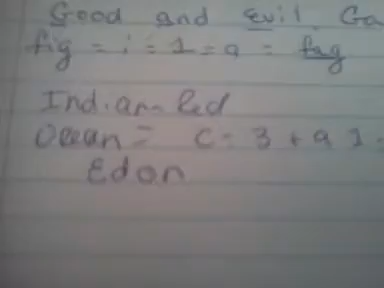 Good and Evil. Ga
fig = i = 1 = a = fag
Indian Red
Ocean = c = 3 + a 1
Edon